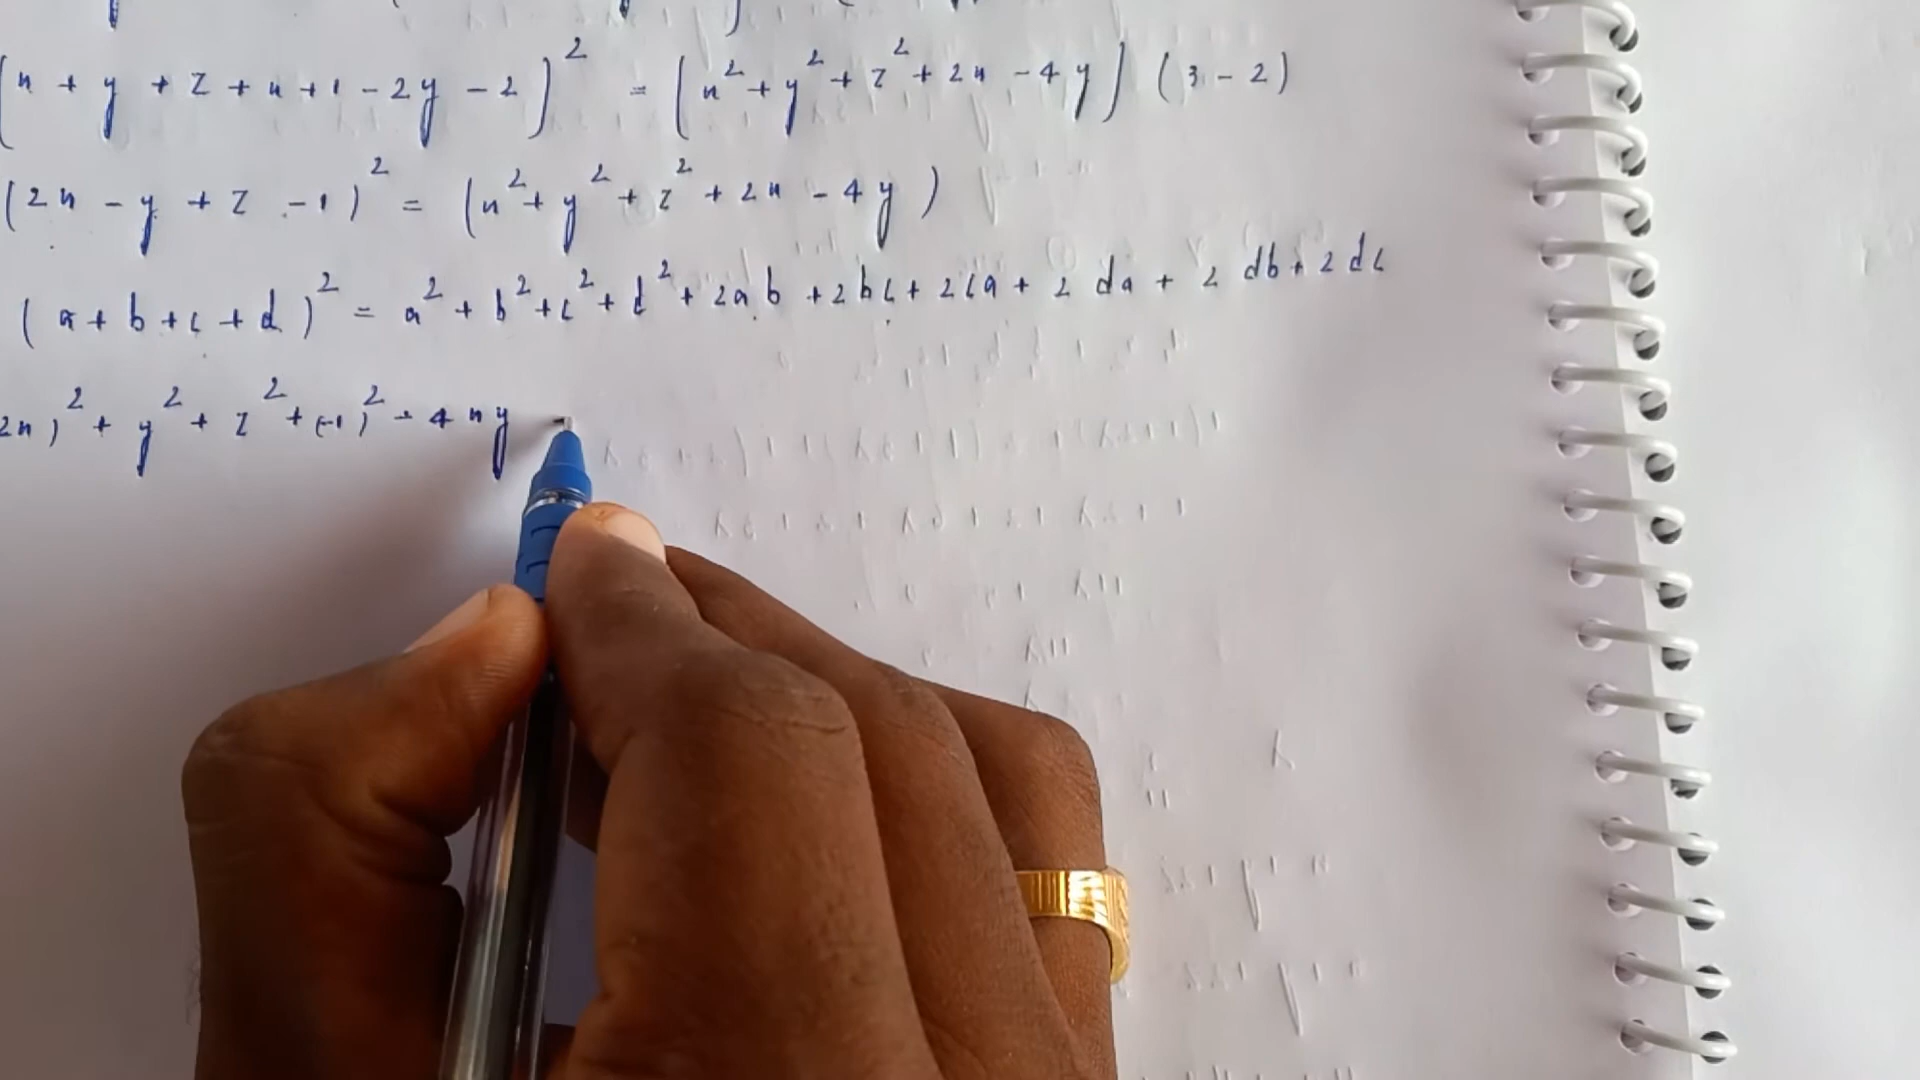 (x + y + z + x + 1 - 2y - 2)² = (x² + y² + z² + 2x - 4y) (3 - 2)
(2x - y + z - 1)² = (x² + y² + z² + 2x - 4y)
(a + b + c + d)² = a² + b² + c² + d² + 2ab + 2bc + 2ca + 2da + 2db + 2dc
2x)² + y² + z² + (-1)² - 4xy